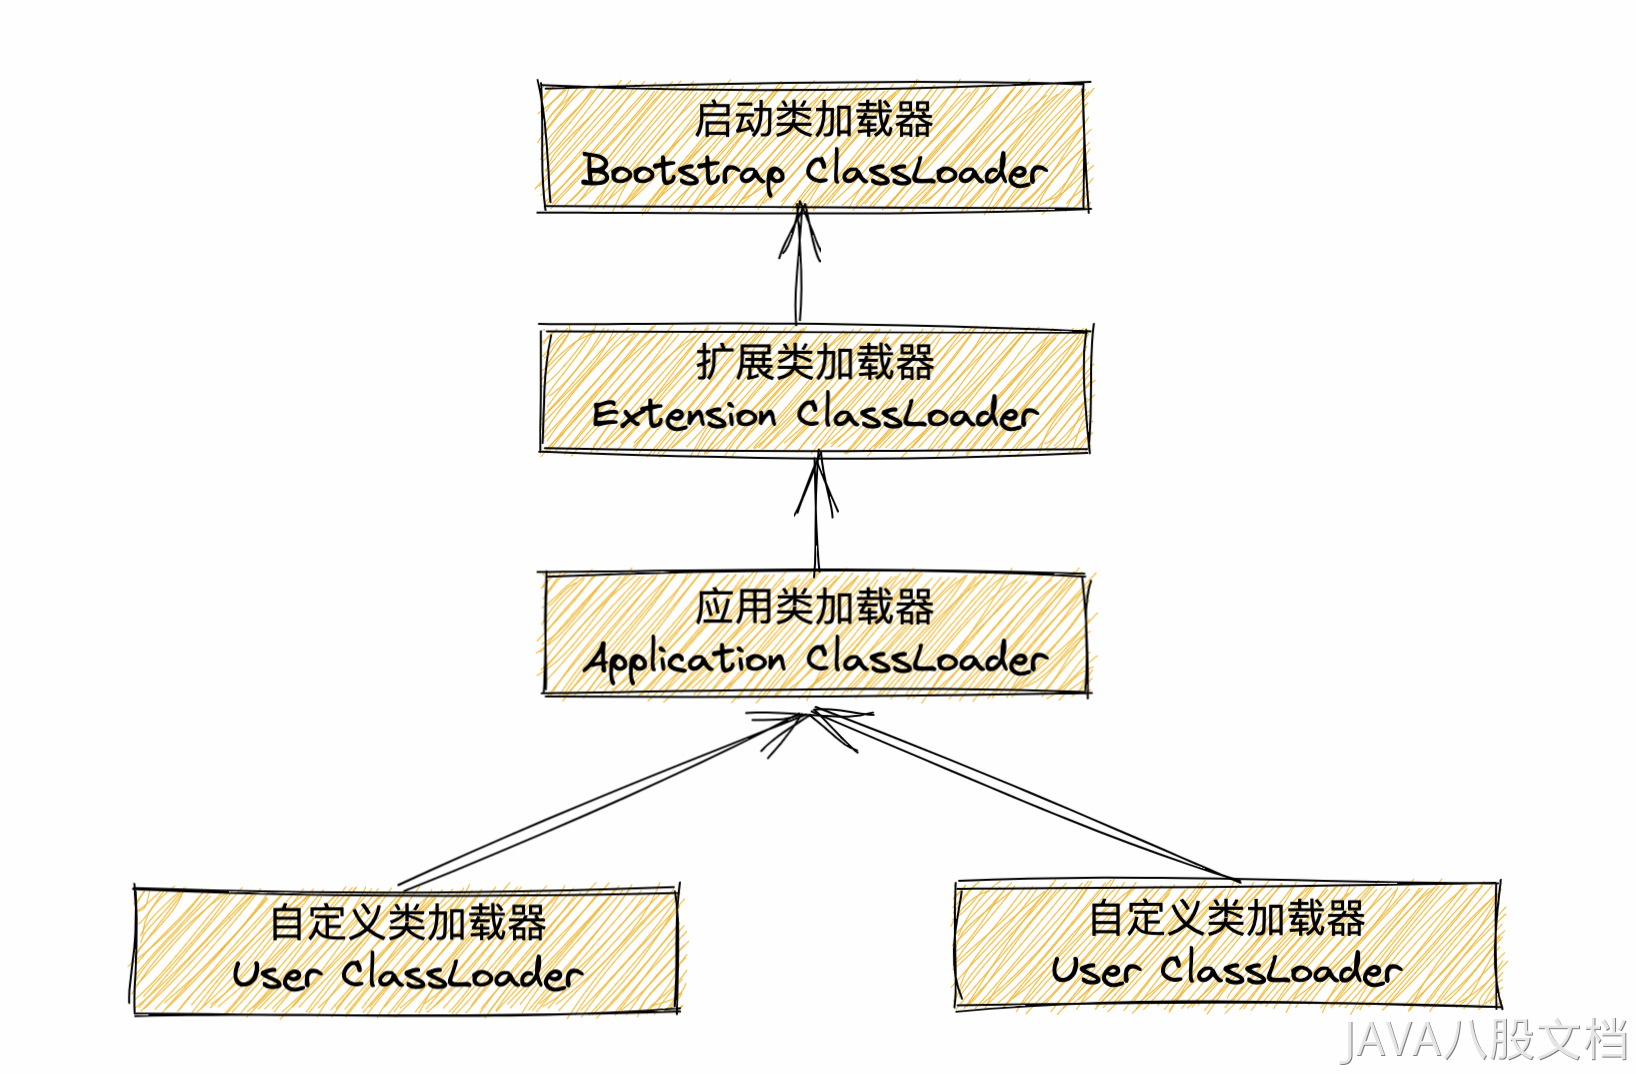 启动类加载器
Bootstrap ClassLoader
扩展类加载器
Extension ClassLoader
应用类加载器
Application ClassLoader
自定义类加载器
User ClassLoader
自定义类加载器
User ClassLoader
JAVA八股文档